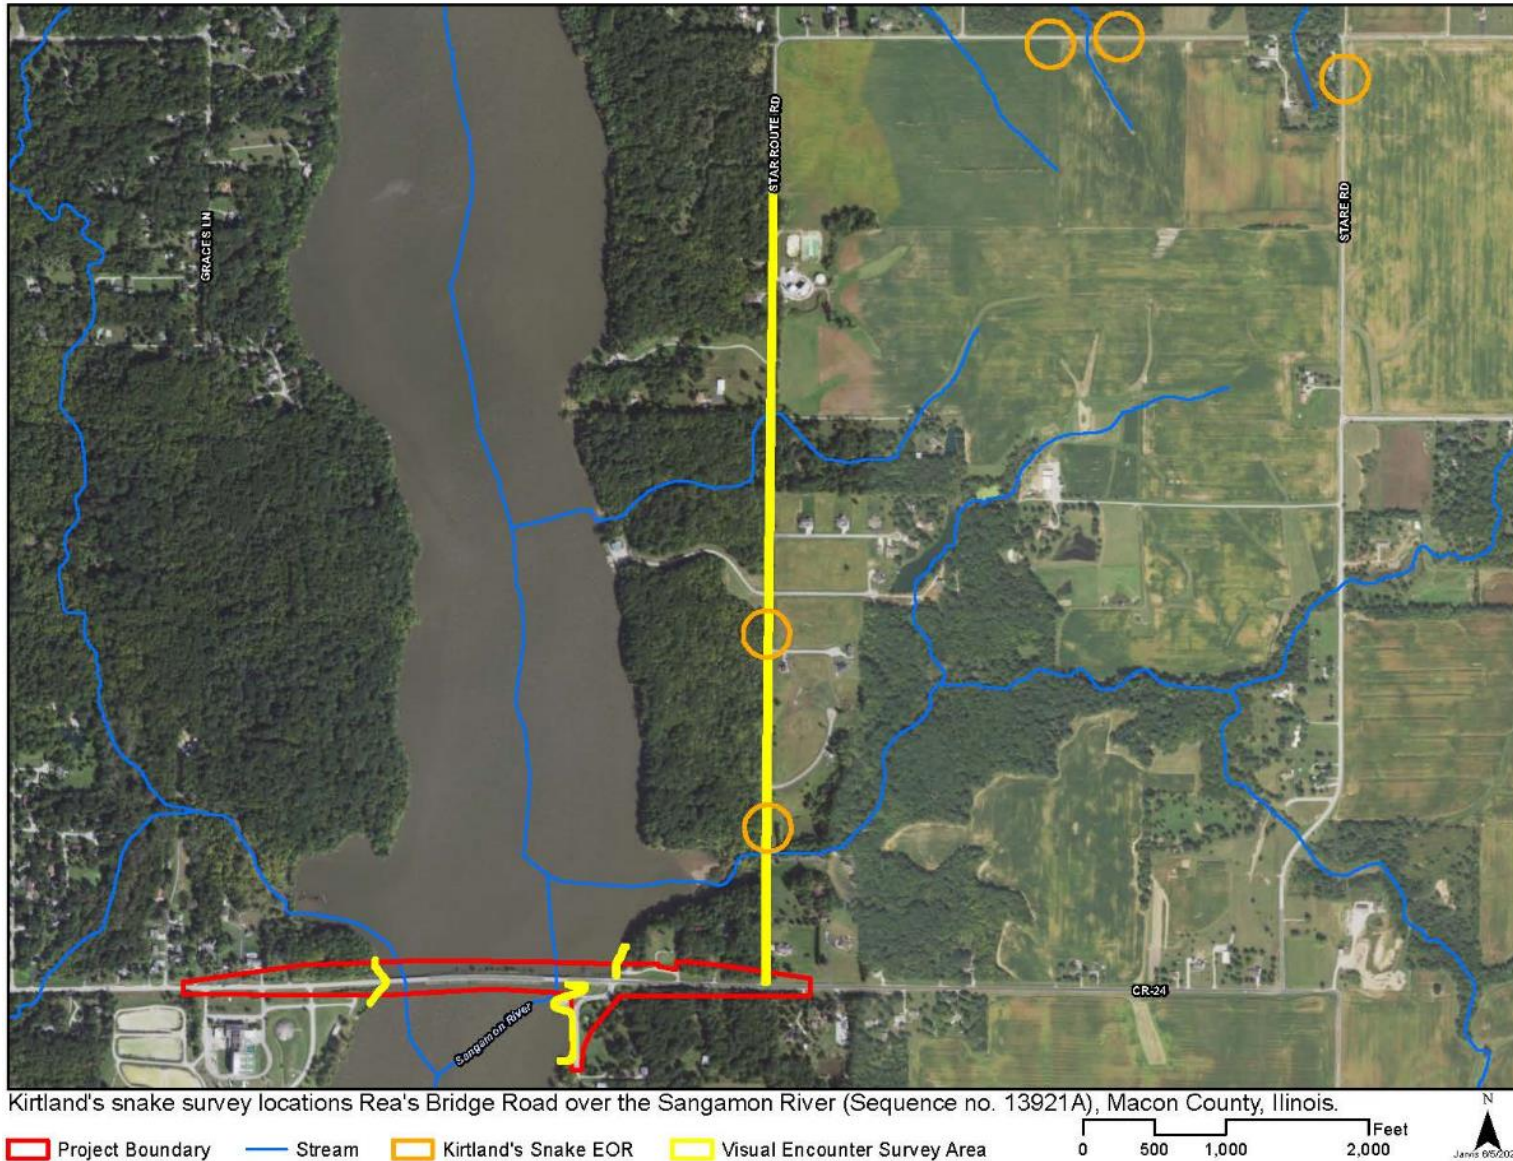 STAR ROUTE RD
GRACES LN
STARE RD
CR-24
Sangamon River
Kirtland's snake survey locations Rea's Bridge Road over the Sangamon River (Sequence no. 13921A), Macon County, Illinois.
N
Project Boundary
Stream
Kirtland's Snake EOR
Visual Encounter Survey Area
Feet
0 500 1,000 2,000